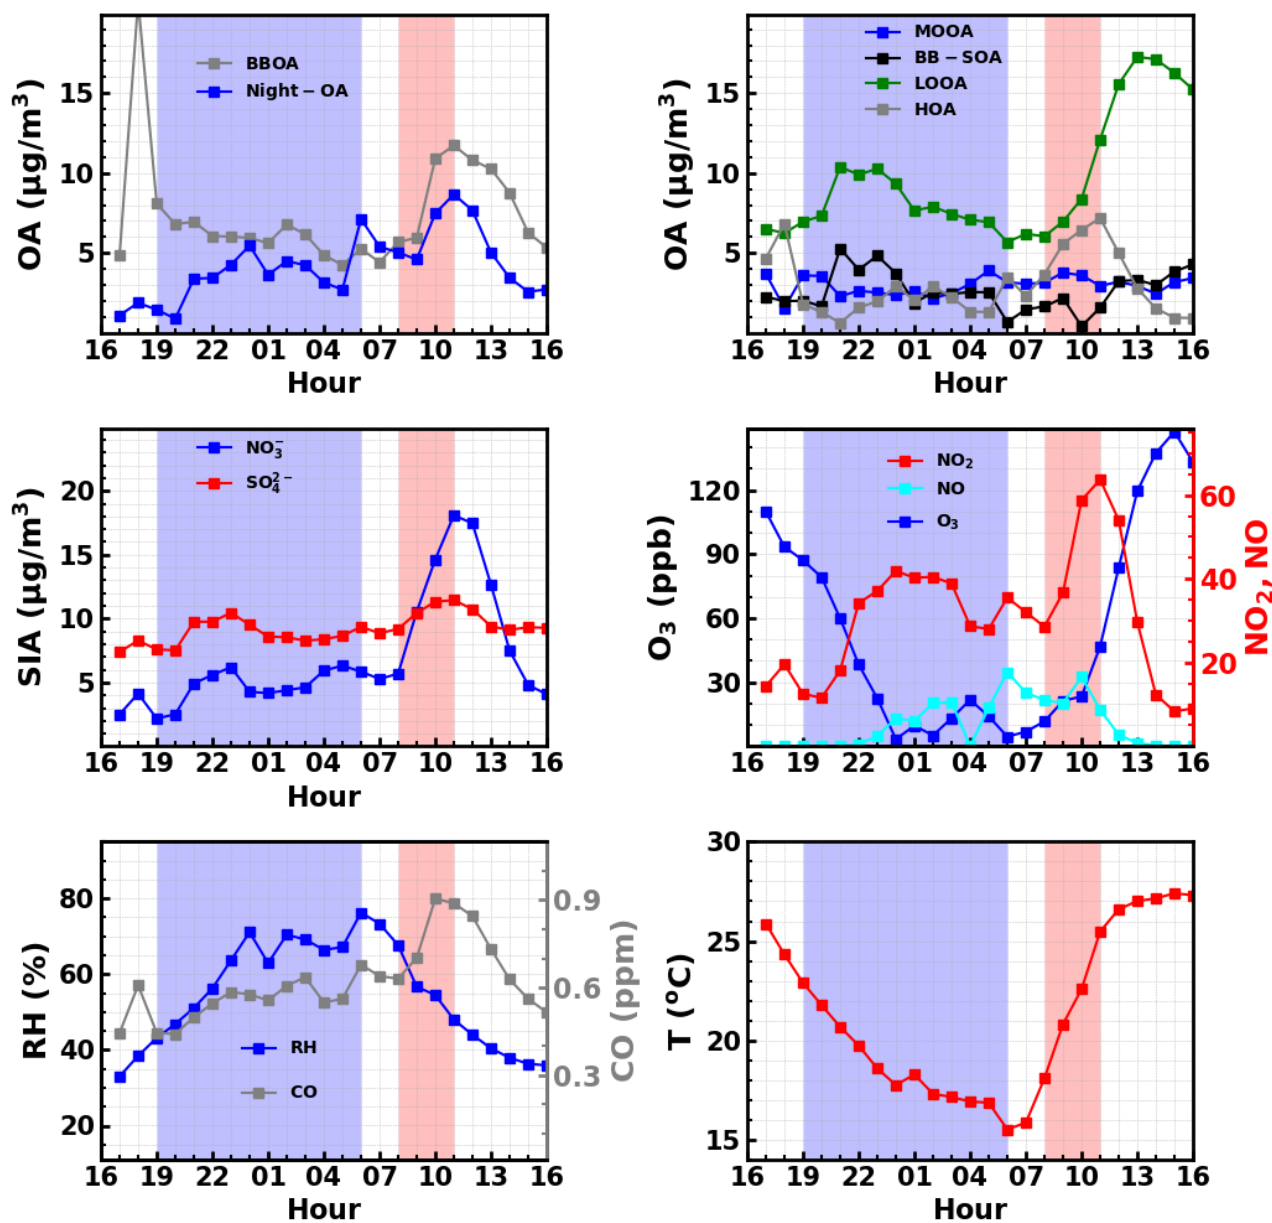 BBOA
Night − OA
OA (μg/m³)
15
10
5
16 19 22 01 04 07 10 13 16
Hour
MOOA
BB − SOA
LOOA
HOA
OA (μg/m³)
15
10
5
16 19 22 01 04 07 10 13 16
Hour
NO₃⁻
SO₄²⁻
SIA (μg/m³)
20
15
10
5
16 19 22 01 04 07 10 13 16
Hour
NO₂
NO
O₃
O₃ (ppb)
120
90
60
30
60
40
20
NO₂, NO
16 19 22 01 04 07 10 13 16
RH
CO
RH (%)
80
60
40
20
0.9
0.6
0.3
CO (ppm)
16 19 22 01 04 07 10 13 16
Hour
T (°C)
30
25
20
15
16 19 22 01 04 07 10 13 16
Hour